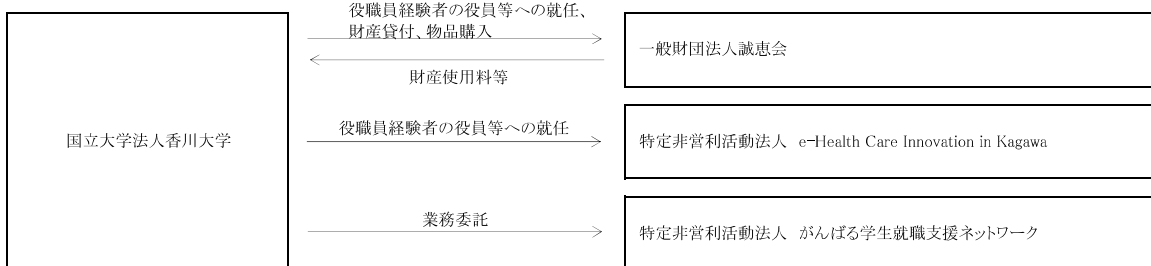 役職員経験者の役員等への就任、
財産貸付、物品購入
一般財団法人誠恵会
財産使用料等
国立大学法人香川大学
役職員経験者の役員等への就任
特定非営利活動法人　e-Health Care Innovation in Kagawa
業務委託
特定非営利活動法人　がんばる学生就職支援ネットワーク